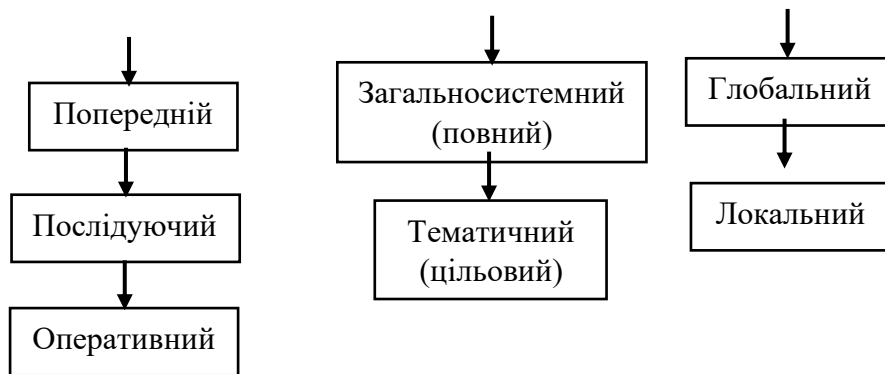 Попередній
Послідуючий
Оперативний
Загальносистемний
(повний)
Тематичний
(цільовий)
Глобальний
Локальний